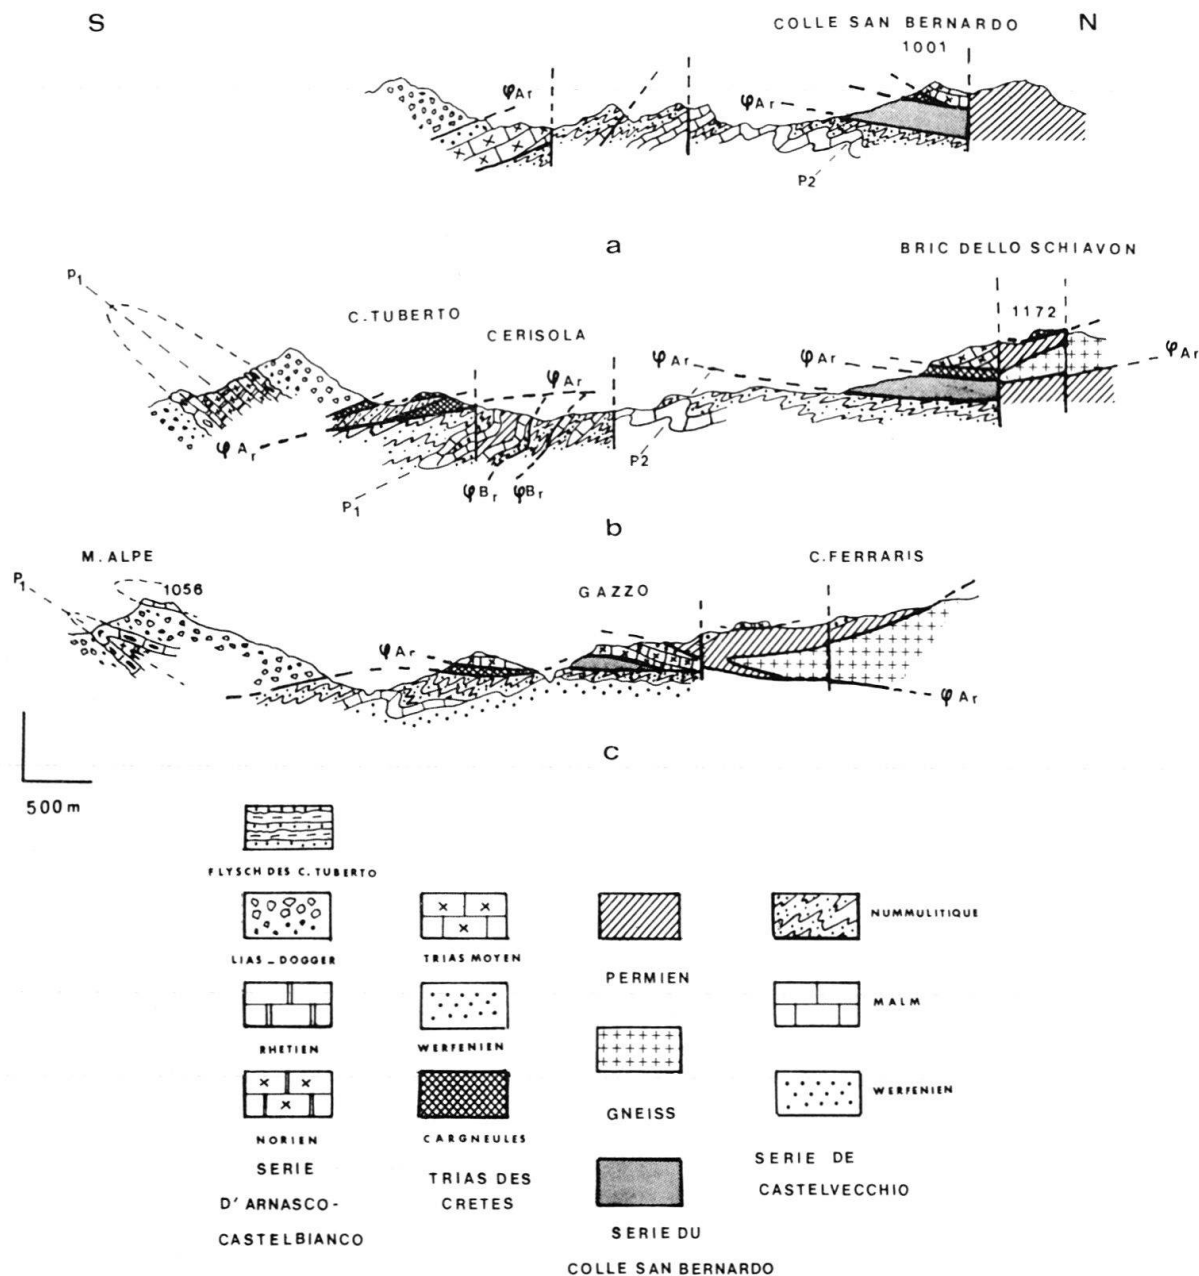 S
COLLE SAN BERNARDO
N
1001
φAr
φAr
P2
a
BRIC DELLO SCHIAVON
P1
C.TUBERTO
CERISOLA
1172
φAr
φAr
φAr
φAr
φAr
P2
P1
φBr
φBr
b
M. ALPE
C.FERRARIS
P1
1056
GAZZO
φAr
φAr
c
500m
FLYSCH DES C. TUBERTO
LIAS_DOGGER
TRIAS MOYEN
PERMIEN
NUMMULITIQUE
RHETIEN
WERFENIEN
MALM
NORIEN
CARGNEULES
GNEISS
WERFENIEN
SERIE
D'ARNASCO-
CASTELBIANCO
TRIAS DES
CRETES
SERIE DU
COLLE SAN BERNARDO
SERIE DE
CASTELVECCHIO